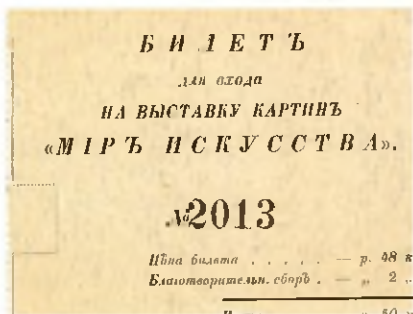 БИЛЕТЪ
для входа
НА ВЫСТАВКУ КАРТИНЪ
«МІРЪ ИСКУССТВА».
№2013
Цѣна билета . . . . . — р. 48 к
Благотворительн. сборъ . — „ 2 „